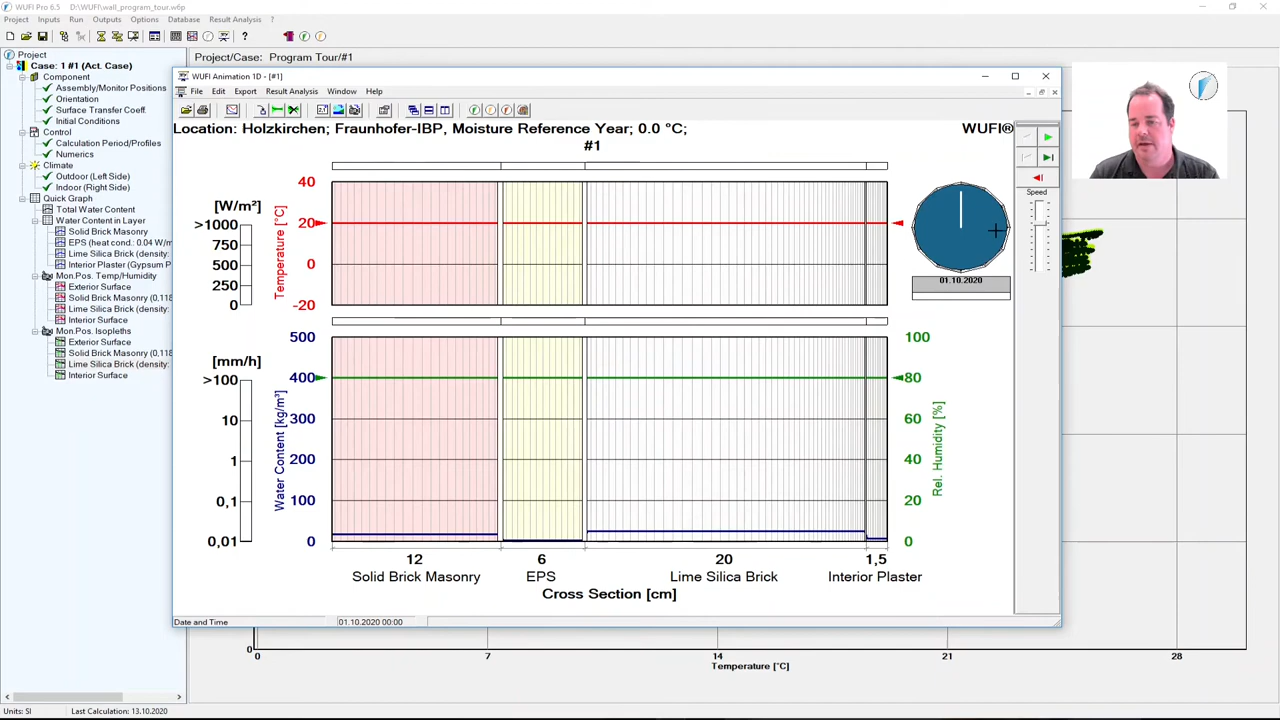 WUFI Pro 6.5 D:\WUFI\wall_program_tour.w6p
Project Inputs Run Outputs Options Database Result Analysis ?
Project
Case: 1 #1 (Act. Case)
Component
Assembly/Monitor Positions
Orientation
Surface Transfer Coeff.
Initial Conditions
Control
Calculation Period/Profiles
Numerics
Climate
Outdoor (Left Side)
Indoor (Right Side)
Quick Graph
Total Water Content
Water Content in Layer
Solid Brick Masonry
EPS (heat cond.: 0.04 W/m
Lime Silica Brick (density:
Interior Plaster (Gypsum P
Mon.Pos. Temp/Humidity
Exterior Surface
Solid Brick Masonry (0,118
Lime Silica Brick (density:
Interior Surface
Mon.Pos. Isopleths
Exterior Surface
Solid Brick Masonry (0,118
Lime Silica Brick (density:
Interior Surface
Project/Case: Program Tour/#1
WUFI Animation 1D - [#1]
File Edit Export Result Analysis Window Help
Location: Holzkirchen; Fraunhofer-IBP, Moisture Reference Year; 0.0 °C; WUFI®
#1
[W/m²]
>1000
750
500
250
0
Temperature [°C]
40
20
0
-20
01.10.2020
Speed
[mm/h]
>100
10
1
0,1
0,01
Water Content [kg/m³]
500
400
300
200
100
0
100
80
60
40
20
0
Rel. Humidity [%]
12 6 20 1,5
Solid Brick Masonry EPS Lime Silica Brick Interior Plaster
Cross Section [cm]
Date and Time 01.10.2020 00:00
0
0 7 14 21 28
Temperature [°C]
Units: SI Last Calculation: 13.10.2020